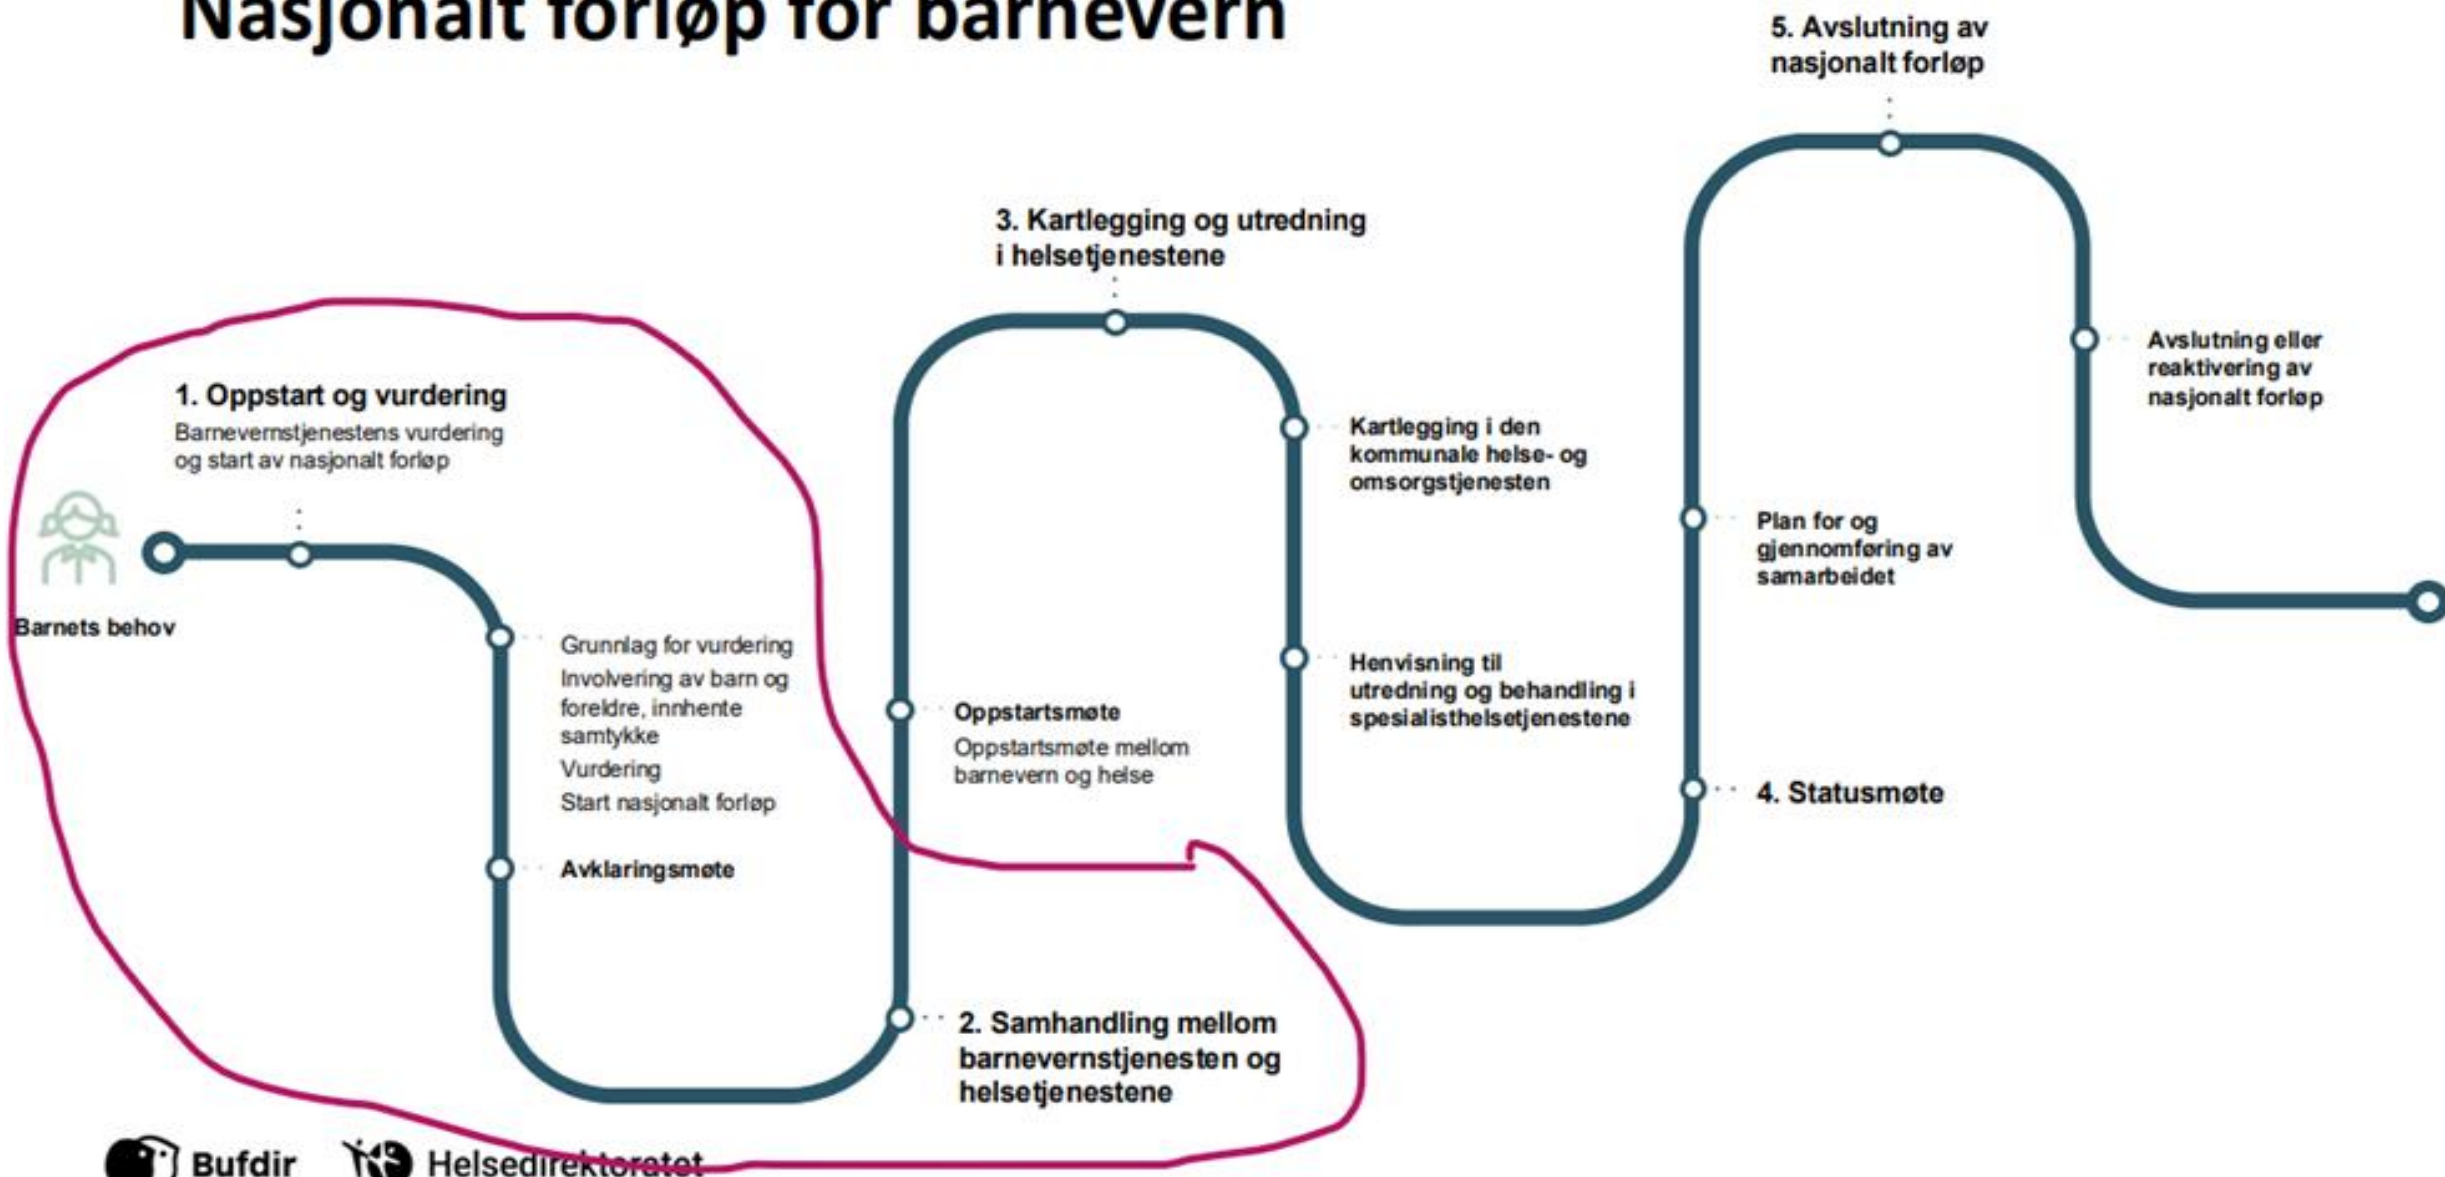 Nasjonalt forløp for barnevern
1. Oppstart og vurdering
Barnevernstjenestens vurdering
og start av nasjonalt forløp
Barnets behov
Grunnlag for vurdering
Involvering av barn og
foreldre, innhente
samtykke
Vurdering
Start nasjonalt forløp
Avklaringsmøte
2. Samhandling mellom
barnevernstjenesten og
helsetjenestene
Oppstartsmøte
Oppstartsmøte mellom
barnevern og helse
3. Kartlegging og utredning
i helsetjenestene
Kartlegging i den
kommunale helse- og
omsorgstjenesten
Henvisning til
utredning og behandling i
spesialisthelsetjenestene
4. Statusmøte
Plan for og
gjennomføring av
samarbeidet
5. Avslutning av
nasjonalt forløp
Avslutning eller
reaktivering av
nasjonalt forløp
Bufdir
Helsedirektoratet